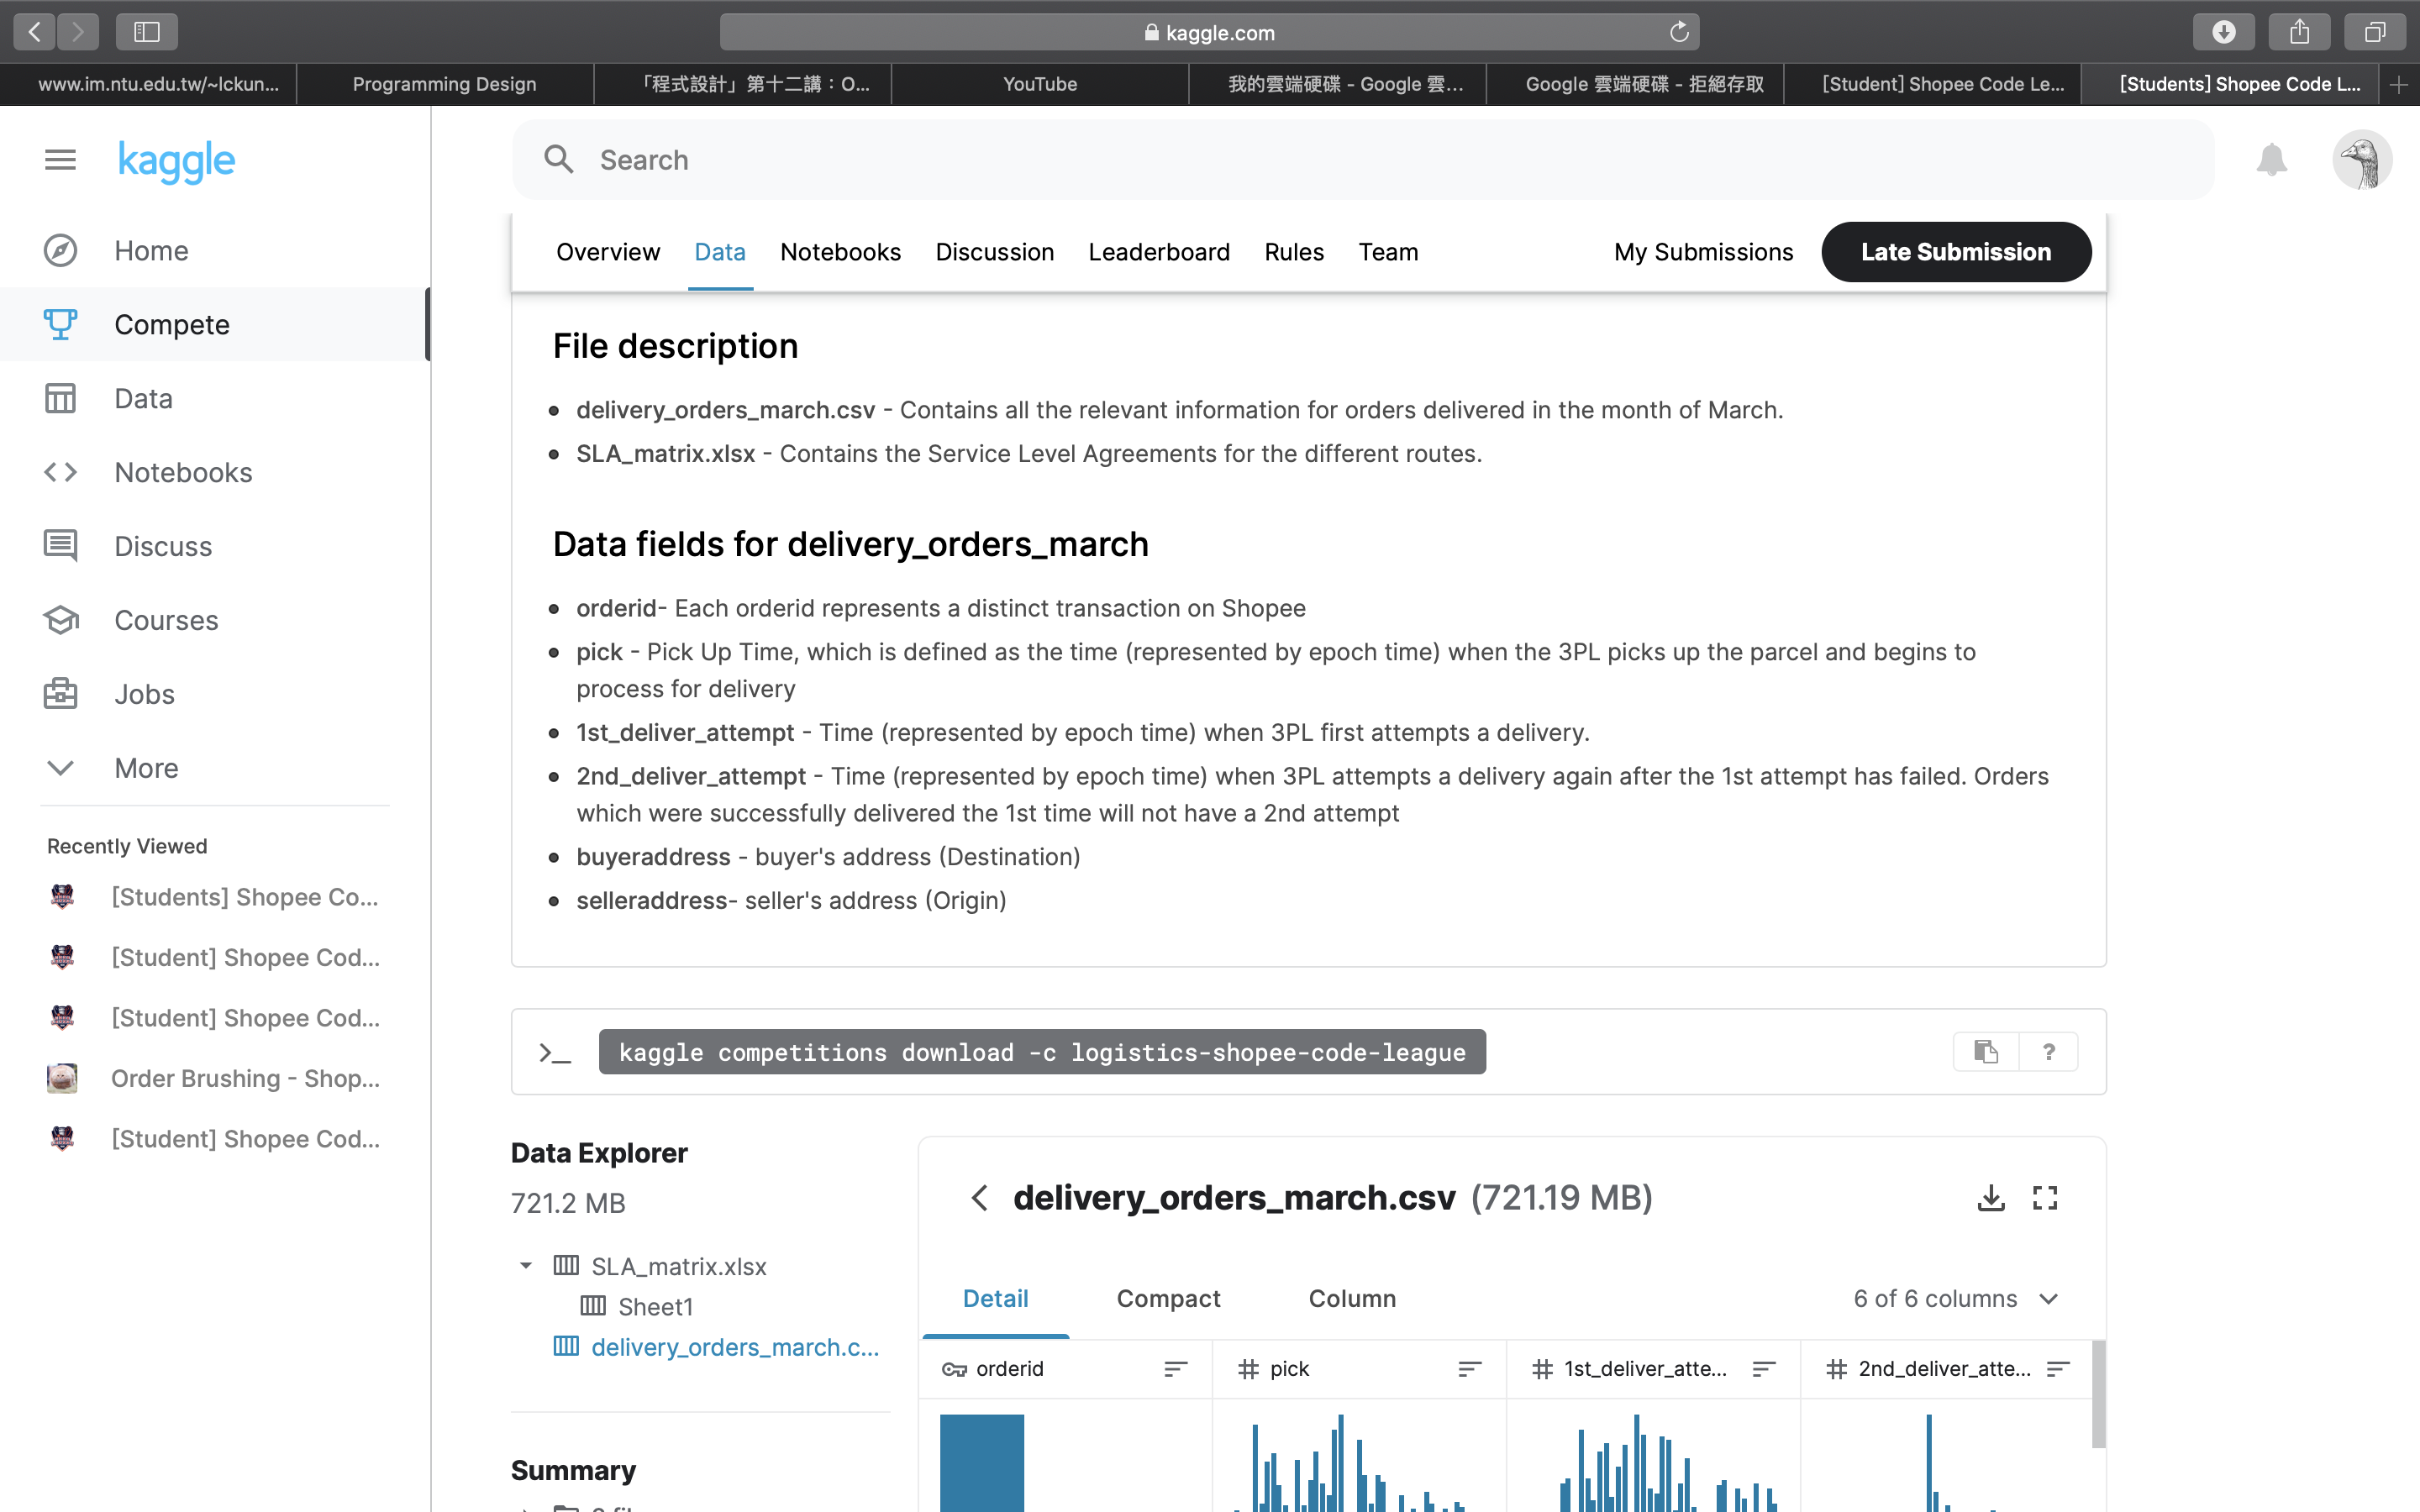 kaggle.com
www.im.ntu.edu.tw/~lckun...
Programming Design
「程式設計」第十二講：O...
YouTube
我的雲端硬碟 - Google 雲...
Google 雲端硬碟 - 拒絕存取
[Student] Shopee Code Le...
[Students] Shopee Code L...
kaggle
Search
Home
Compete
Data
Notebooks
Discuss
Courses
Jobs
More
Recently Viewed
[Students] Shopee Co...
[Student] Shopee Cod...
[Student] Shopee Cod...
Order Brushing - Shop...
[Student] Shopee Cod...
Overview
Data
Notebooks
Discussion
Leaderboard
Rules
Team
My Submissions
Late Submission
File description
delivery_orders_march.csv - Contains all the relevant information for orders delivered in the month of March.
SLA_matrix.xlsx - Contains the Service Level Agreements for the different routes.
Data fields for delivery_orders_march
orderid- Each orderid represents a distinct transaction on Shopee
pick - Pick Up Time, which is defined as the time (represented by epoch time) when the 3PL picks up the parcel and begins to
process for delivery
1st_deliver_attempt - Time (represented by epoch time) when 3PL first attempts a delivery.
2nd_deliver_attempt - Time (represented by epoch time) when 3PL attempts a delivery again after the 1st attempt has failed. Orders
which were successfully delivered the 1st time will not have a 2nd attempt
buyeraddress - buyer's address (Destination)
selleraddress- seller's address (Origin)
>_ kaggle competitions download -c logistics-shopee-code-league
?
Data Explorer
721.2 MB
SLA_matrix.xlsx
Sheet1
delivery_orders_march.c...
Summary
delivery_orders_march.csv (721.19 MB)
Detail
Compact
Column
6 of 6 columns
orderid
# pick
# 1st_deliver_atte...
# 2nd_deliver_atte...